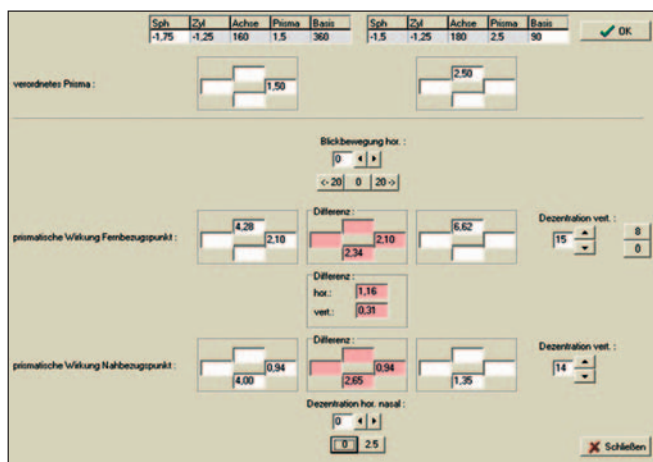 Sph Zyl Achse Prisma Basis Sph Zyl Achse Prisma Basis
-1,75 -1,25 160 1,5 360 -1.5 -1,25 180 2.5 90 OK
verordnetes Prisma : 1,50 2,50
Blickbewegung hor. :
0
<- 20 0 20 ->
prismatische Wirkung Fernbezugspunkt : 4,28 2,10 Differenz : 2,10 2,34 6,62 Dezentration vert. : 15 8 0
Differenz :
hor.: 1,16
vert.: 0,31
prismatische Wirkung Nahbezugspunkt : 0,94 4,00 Differenz : 0,94 2,65 1,35 Dezentration vert. : 14
Dezentration hor. nasal :
0
0 2.5
Schließen